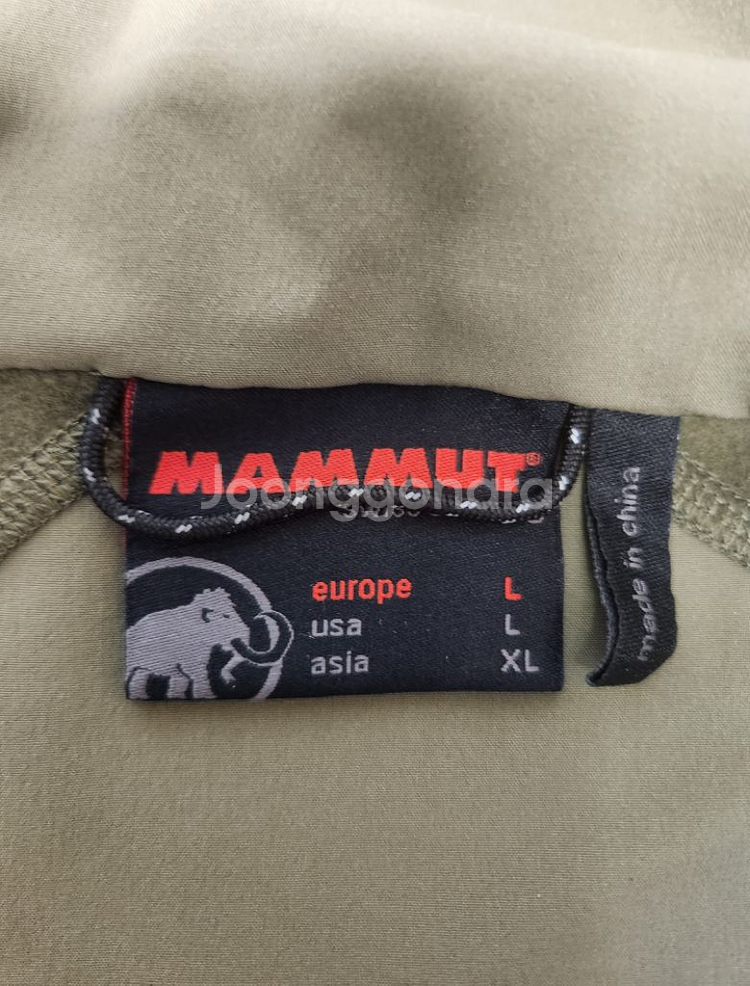 MAMMUT®
Joonggonara
europe L
usa L
asia XL
made in china